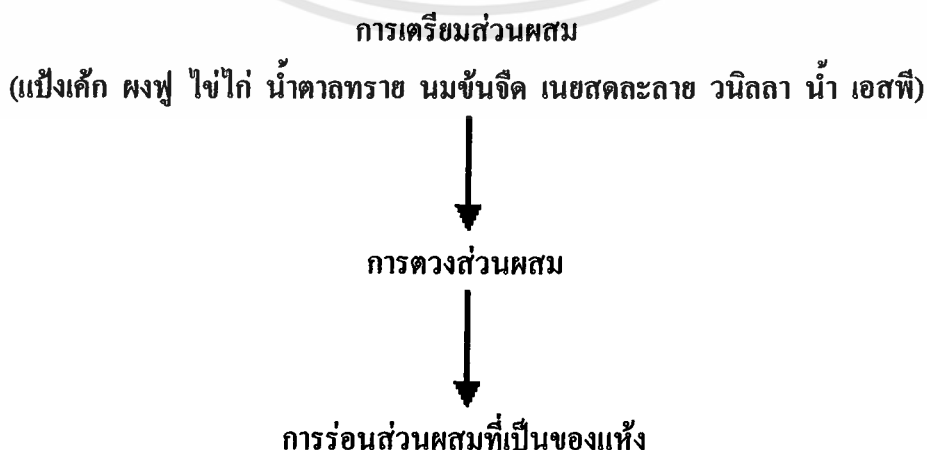 การเตรียมส่วนผสม
(แป้งเค้ก ผงฟู ไข่ไก่ น้ำตาลทราย นมข้นจืด เนยสดละลาย วนิลลา น้ำ เอสพี)
การตวงส่วนผสม
การร่อนส่วนผสมที่เป็นของแห้ง